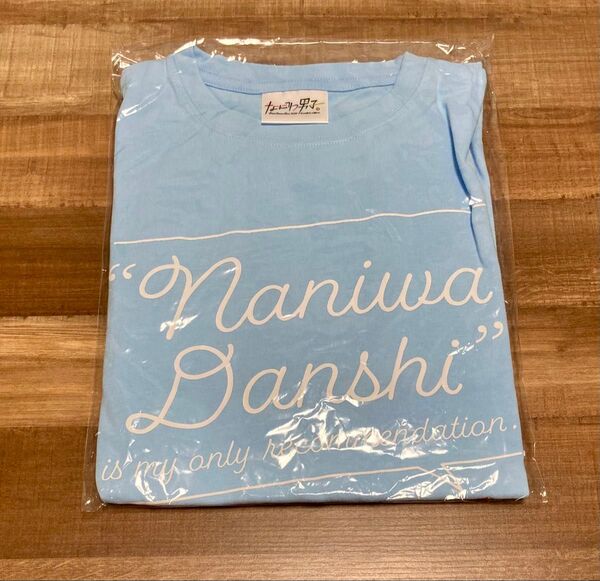 なにわ男子
“Naniwa
Danshi”
is my only recommendation.